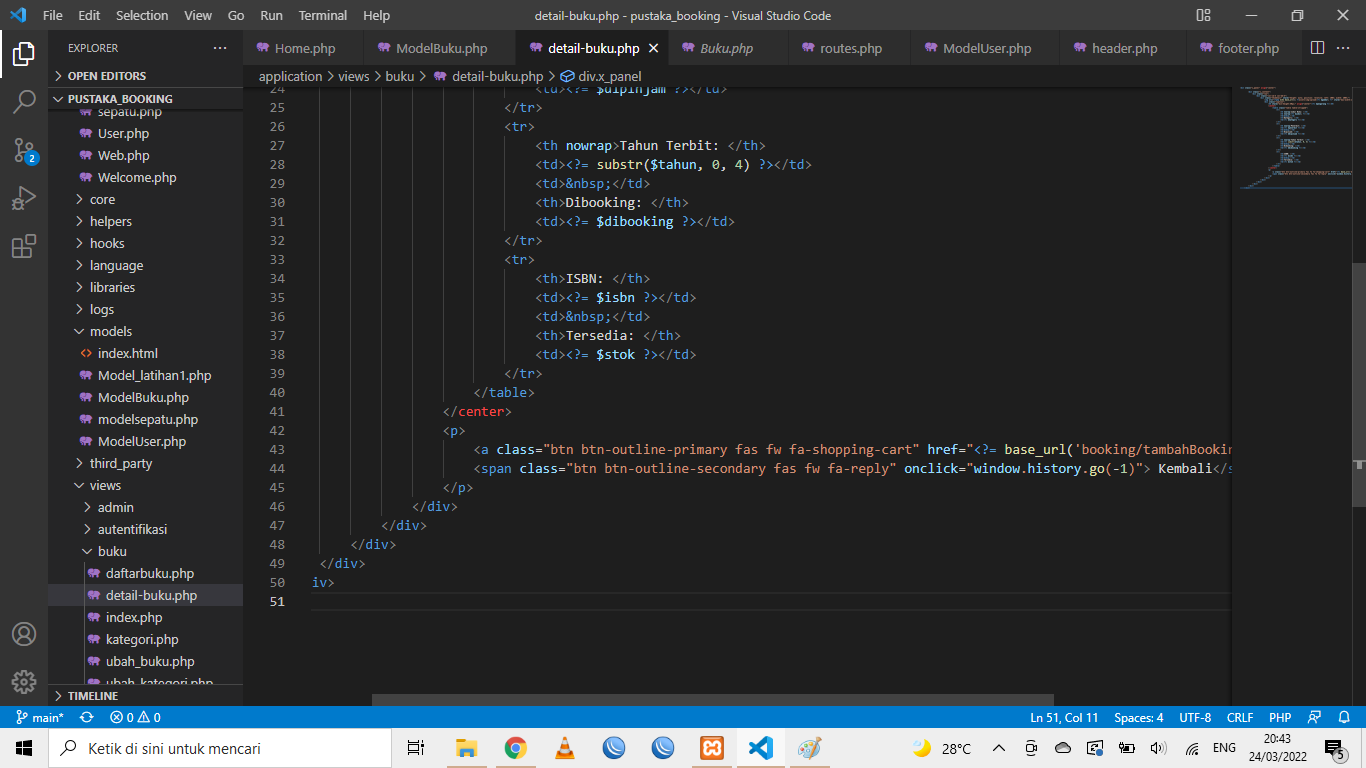 File Edit Selection View Go Run Terminal Help
detail-buku.php - pustaka_booking - Visual Studio Code
EXPLORER
OPEN EDITORS
PUSTAKA_BOOKING
sepatu.php
User.php
Web.php
Welcome.php
core
helpers
hooks
language
libraries
logs
models
index.html
Model_latihan1.php
ModelBuku.php
modelsepatu.php
ModelUser.php
third_party
views
admin
autentifikasi
buku
daftarbuku.php
detail-buku.php
index.php
kategori.php
ubah_buku.php
ubah_kategori.php
TIMELINE
2
Home.php ModelBuku.php detail-buku.php Buku.php routes.php ModelUser.php header.php footer.php
application > views > buku > detail-buku.php > div.x_panel
24 <td><?= $dipinjam ?></td>
25 </tr>
26 <tr>
27 <th nowrap>Tahun Terbit: </th>
28 <td><?= substr($tahun, 0, 4) ?></td>
29 <td>&nbsp;</td>
30 <th>Dibooking: </th>
31 <td><?= $dibooking ?></td>
32 </tr>
33 <tr>
34 <th>ISBN: </th>
35 <td><?= $isbn ?></td>
36 <td>&nbsp;</td>
37 <th>Tersedia: </th>
38 <td><?= $stok ?></td>
39 </tr>
40 </table>
41 </center>
42 <p>
43 <a class="btn btn-outline-primary fas fw fa-shopping-cart" href="<?= base_url('booking/tambahBookin
44 <span class="btn btn-outline-secondary fas fw fa-reply" onclick="window.history.go(-1)"> Kembali</s
45 </p>
46 </div>
47 </div>
48 </div>
49 </div>
50 iv>
51
main* 0 0
Ln 51, Col 11 Spaces: 4 UTF-8 CRLF PHP
Ketik di sini untuk mencari
28°C
ENG
20:43
24/03/2022
5